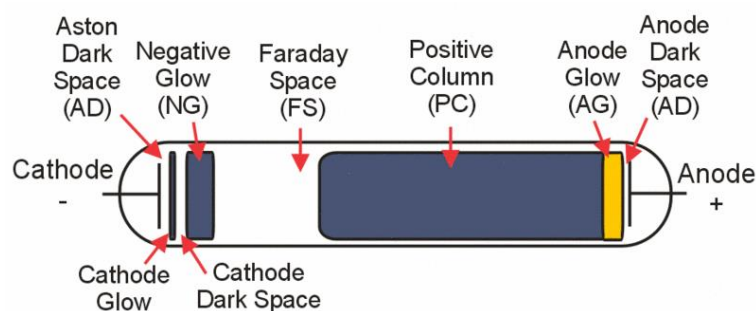 Aston
Dark
Space
(AD)
Negative
Glow
(NG)
Faraday
Space
(FS)
Positive
Column
(PC)
Anode
Glow
(AG)
Anode
Dark
Space
(AD)
Cathode
-
Anode
+
Cathode
Glow
Cathode
Dark Space